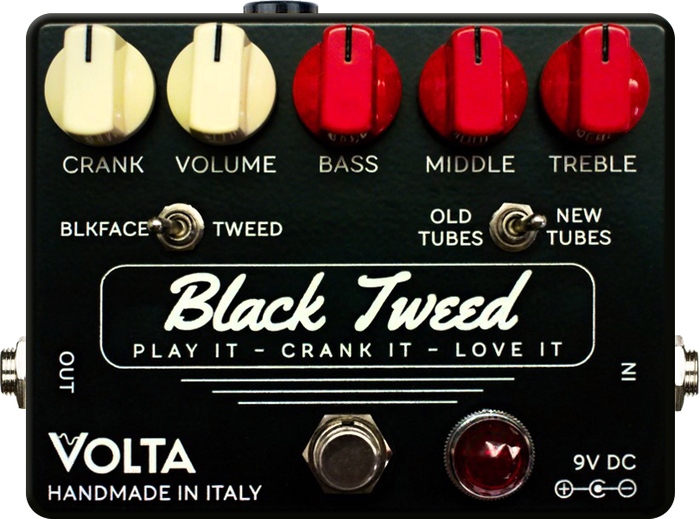 CRANK VOLUME BASS MIDDLE TREBLE
BLKFACE TWEED
OLD TUBES
NEW TUBES
Black Tweed
PLAY IT - CRANK IT - LOVE IT
OUT
IN
VOLTA
HANDMADE IN ITALY
9V DC